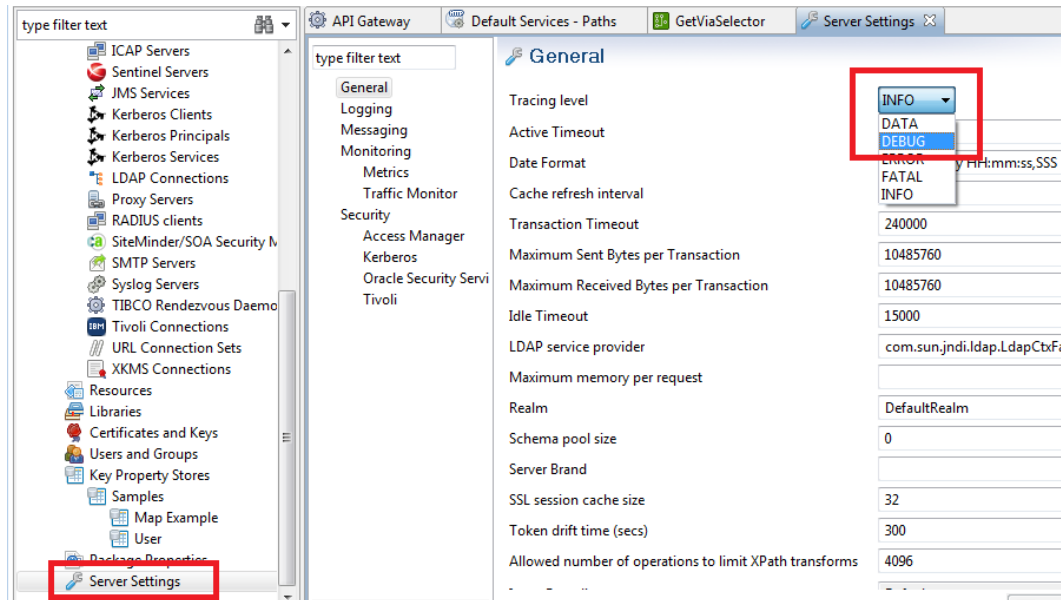 type filter text
ICAP Servers
Sentinel Servers
JMS Services
Kerberos Clients
Kerberos Principals
Kerberos Services
LDAP Connections
Proxy Servers
RADIUS clients
SiteMinder/SOA Security M
SMTP Servers
Syslog Servers
TIBCO Rendezvous Daemo
IBM Tivoli Connections
URL Connection Sets
XKMS Connections
Resources
Libraries
Certificates and Keys
Users and Groups
Key Property Stores
Samples
Map Example
User
Package Properties
Server Settings
API Gateway
Default Services - Paths
GetViaSelector
Server Settings
type filter text
General
Logging
Messaging
Monitoring
Metrics
Traffic Monitor
Security
Access Manager
Kerberos
Oracle Security Servi
Tivoli
General
Tracing level
INFO
DATA
DEBUG
ERROR
FATAL
INFO
Active Timeout
Date Format
y HH:mm:ss,SSS
Cache refresh interval
Transaction Timeout
240000
Maximum Sent Bytes per Transaction
10485760
Maximum Received Bytes per Transaction
10485760
Idle Timeout
15000
LDAP service provider
com.sun.jndi.ldap.LdapCtxFa
Maximum memory per request
Realm
DefaultRealm
Schema pool size
0
Server Brand
SSL session cache size
32
Token drift time (secs)
300
Allowed number of operations to limit XPath transforms
4096